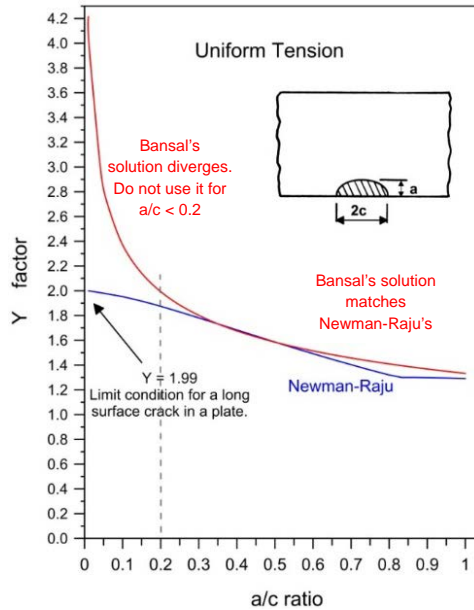 Uniform Tension
Bansal's
solution diverges.
Do not use it for
a/c < 0.2
a
2c
Bansal's solution
matches
Newman-Raju's
Y = 1.99
Limit condition for a long
surface crack in a plate.
Newman-Raju
Y factor
4.2
4.0
3.8
3.6
3.4
3.2
3.0
2.8
2.6
2.4
2.2
2.0
1.8
1.6
1.4
1.2
1.0
0.8
0.6
0.4
0.2
0.0
0 0.1 0.2 0.3 0.4 0.5 0.6 0.7 0.8 0.9 1
a/c ratio